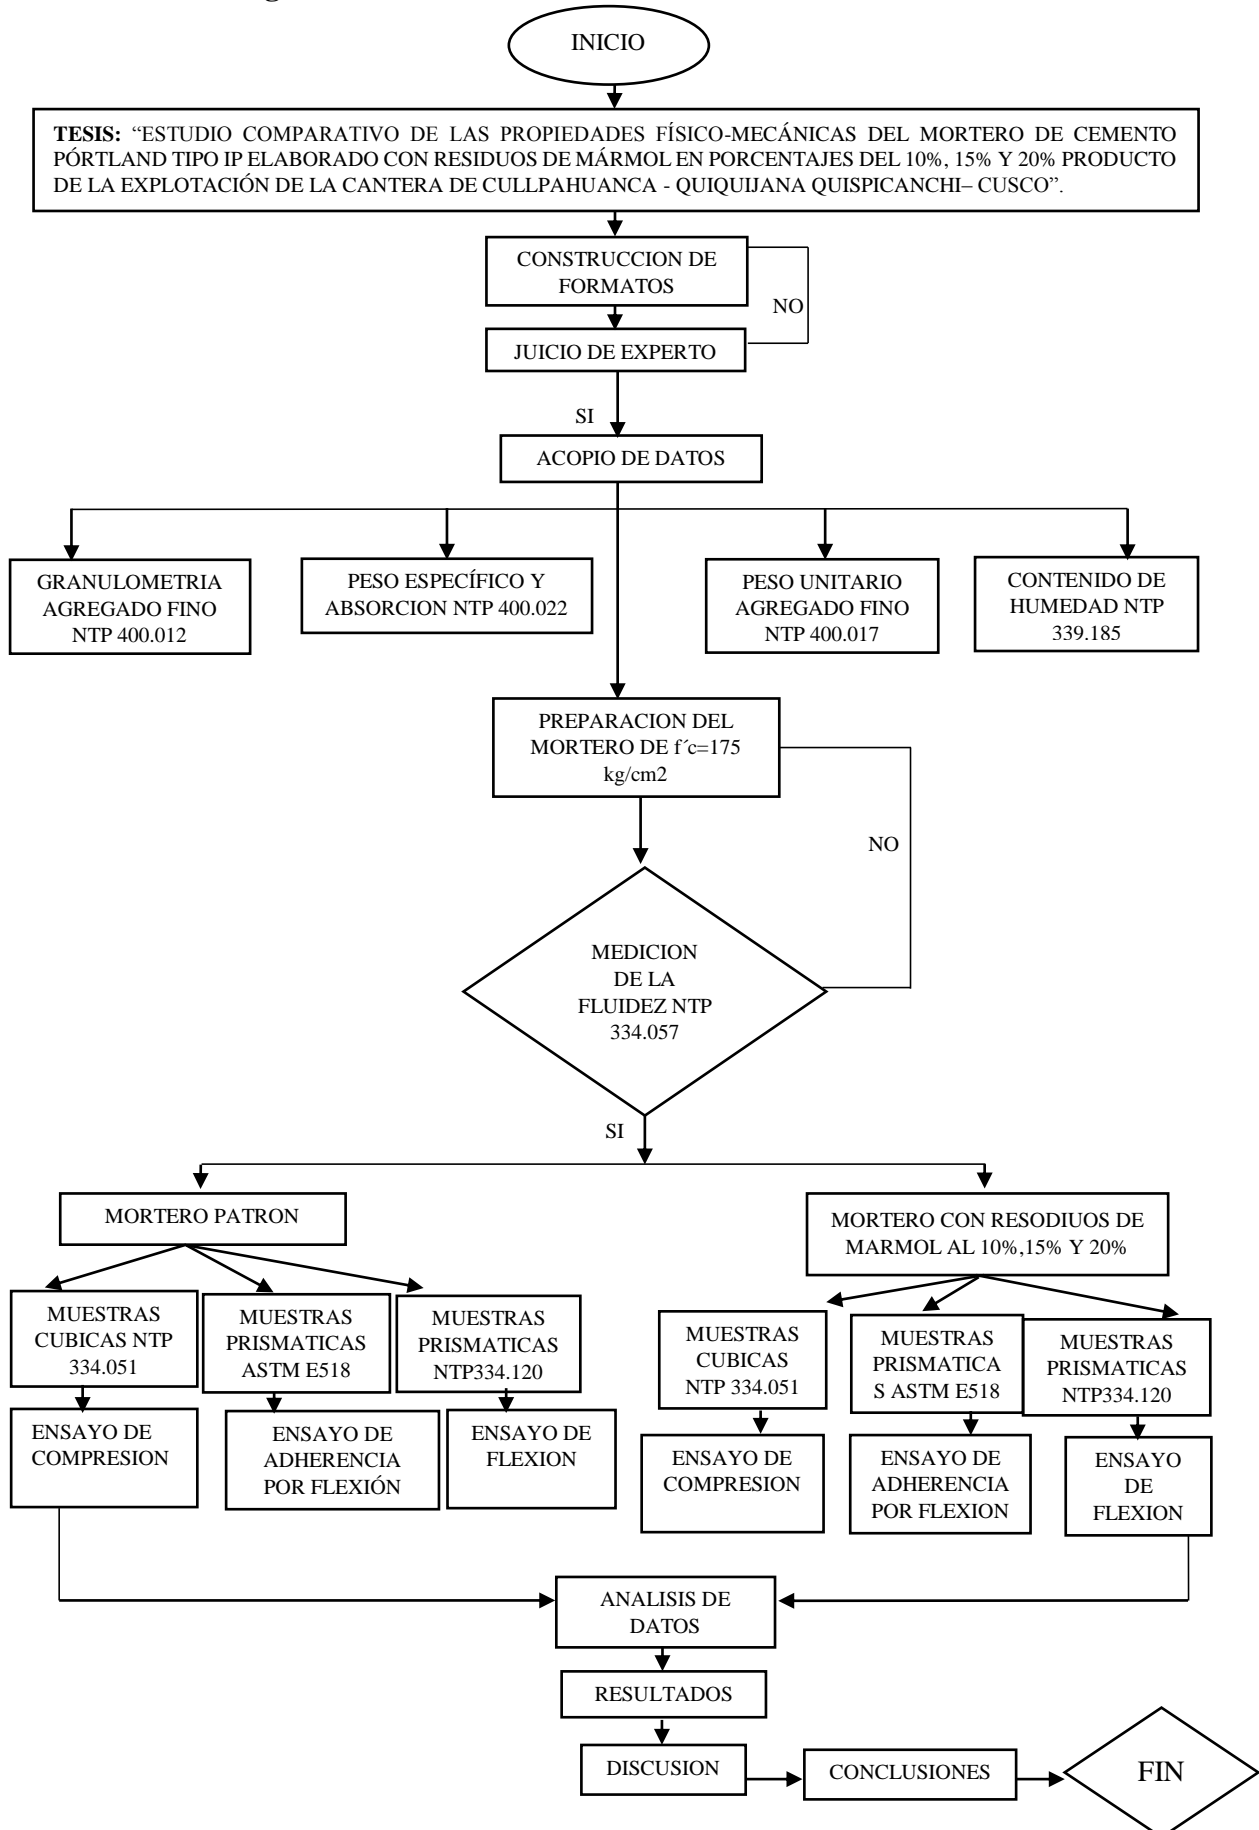 INICIO
TESIS: “ESTUDIO COMPARATIVO DE LAS PROPIEDADES FÍSICO-MECÁNICAS DEL MORTERO DE CEMENTO
PÓRTLAND TIPO IP ELABORADO CON RESIDUOS DE MÁRMOL EN PORCENTAJES DEL 10%, 15% Y 20% PRODUCTO
DE LA EXPLOTACIÓN DE LA CANTERA DE CULLPAHUANCA - QUIQUIJANA QUISPICANCHI– CUSCO”.
CONSTRUCCION DE
FORMATOS
NO
JUICIO DE EXPERTO
SI
ACOPIO DE DATOS
GRANULOMETRIA
AGREGADO FINO
NTP 400.012
PESO ESPECÍFICO Y
ABSORCION NTP 400.022
PESO UNITARIO
AGREGADO FINO
NTP 400.017
CONTENIDO DE
HUMEDAD NTP
339.185
PREPARACION DEL
MORTERO DE f´c=175
kg/cm2
NO
MEDICION
DE LA
FLUIDEZ NTP
334.057
SI
MORTERO PATRON
MORTERO CON RESODIUOS DE
MARMOL AL 10%,15% Y 20%
MUESTRAS
CUBICAS NTP
334.051
MUESTRAS
PRISMATICAS
ASTM E518
MUESTRAS
PRISMATICAS
NTP334.120
MUESTRAS
CUBICAS
NTP 334.051
MUESTRAS
PRISMATICA
S ASTM E518
MUESTRAS
PRISMATICAS
NTP334.120
ENSAYO DE
COMPRESION
ENSAYO DE
ADHERENCIA
POR FLEXIÓN
ENSAYO DE
FLEXION
ENSAYO DE
COMPRESION
ENSAYO DE
ADHERENCIA
POR FLEXION
ENSAYO
DE
FLEXION
ANALISIS DE
DATOS
RESULTADOS
DISCUSION
CONCLUSIONES
FIN